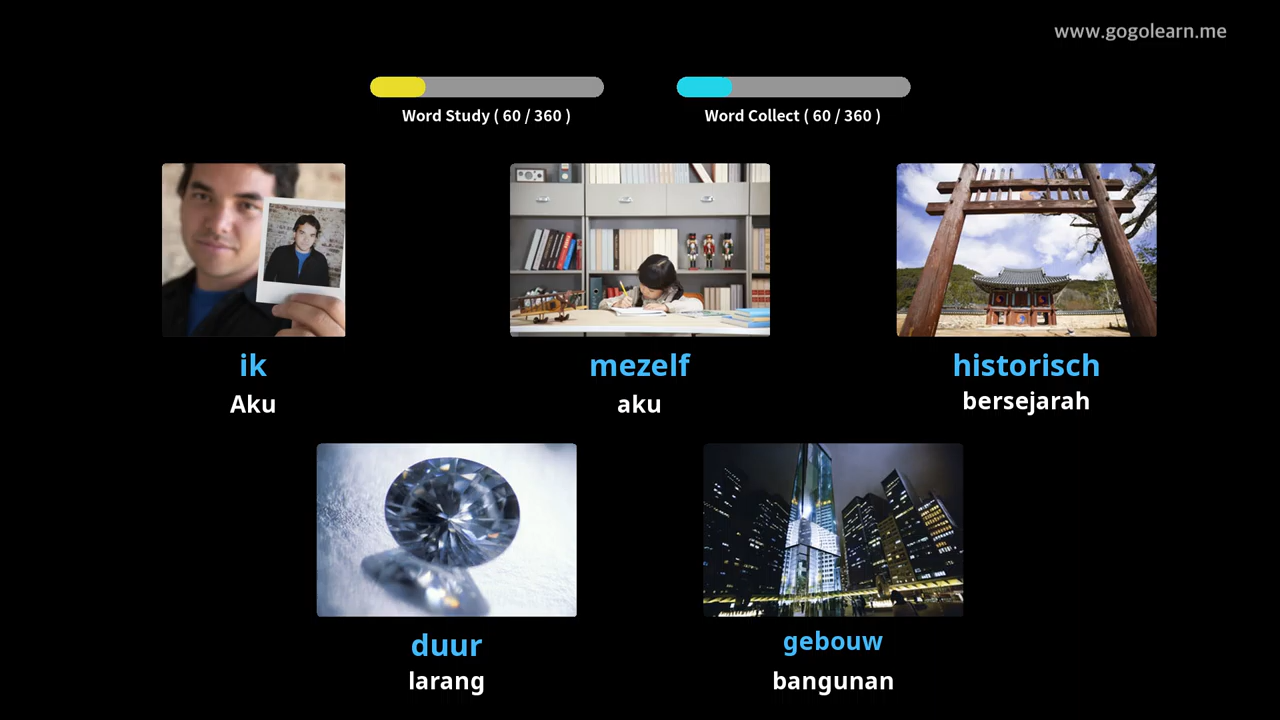 www.gogolearn.me
Word Study ( 60 / 360 )
Word Collect ( 60 / 360 )
ik
Aku
mezelf
aku
historisch
bersejarah
duur
larang
gebouw
bangunan